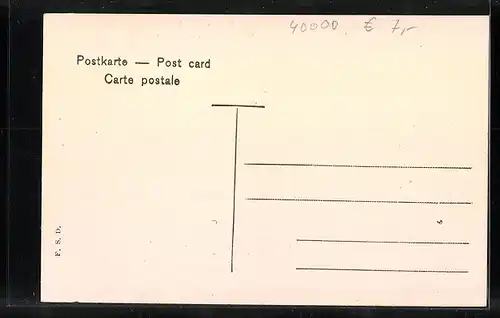 40000. € 7,-
Postkarte — Post card
Carte postale
F. S. D.